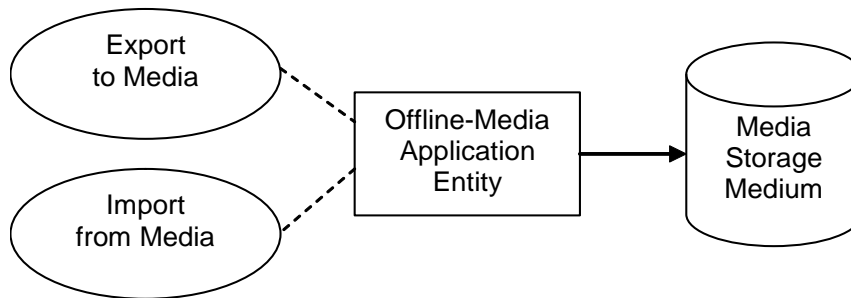 Export
to Media
Offline-Media
Application
Entity
Media
Storage
Medium
Import
from Media